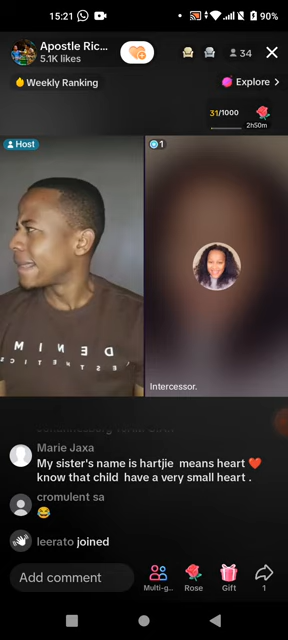 15:21
90%
Apostle Ric...
5.1K likes
34
Weekly Ranking
Explore
31/1000
2h50m
Host
1
DENIM
Intercessor.
Marie Jaxa
My sister's name is hartjie means heart ❤️
know that child have a very small heart .
cromulent sa
😂
leerato joined
Add comment
Multi-g...
Rose
Gift
1